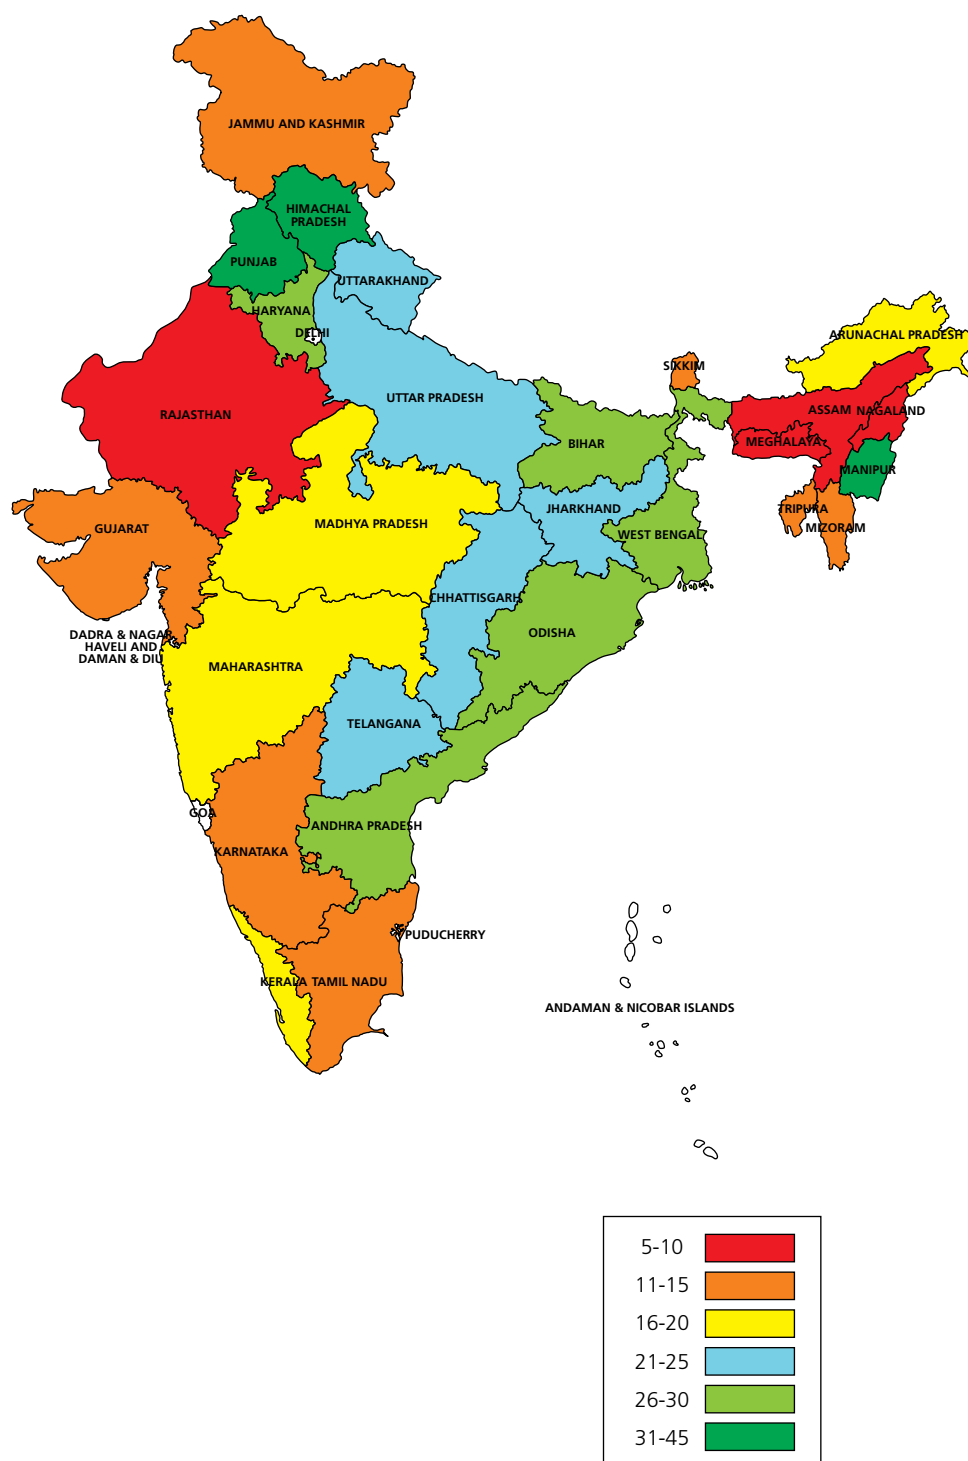 JAMMU AND KASHMIR
HIMACHAL
PRADESH
PUNJAB
UTTARAKHAND
HARYANA
DELHI
ARUNACHAL PRADESH
SIKKIM
UTTAR PRADESH
RAJASTHAN
ASSAM
NAGALAND
BIHAR
MEGHALAYA
MANIPUR
JHARKHAND
TRIPURA
GUJARAT
MADHYA PRADESH
MIZORAM
WEST BENGAL
CHHATTISGARH
DADRA & NAGAR
HAVELI AND
DAMAN & DIU
ODISHA
MAHARASHTRA
TELANGANA
GOA
ANDHRA PRADESH
KARNATAKA
PUDUCHERRY
KERALA
TAMIL NADU
ANDAMAN & NICOBAR ISLANDS
5-10
11-15
16-20
21-25
26-30
31-45